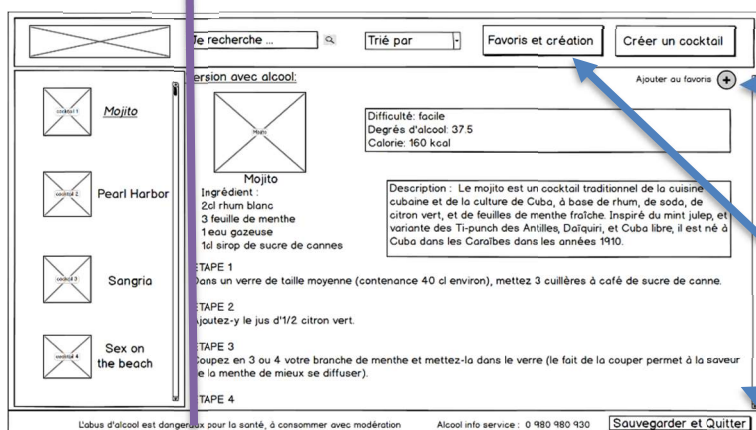 Je recherche ...
Trié par
Favoris et création
Créer un cocktail
Ajouter au favoris
cocktail 1
Mojito
cocktail 2
Pearl Harbor
cocktail 3
Sangria
cocktail 4
Sex on
the beach
ersion avec alcool:
Mojito
Mojito
Difficulté: facile
Degrés d'alcool: 37.5
Calorie: 160 kcal
Ingrédient :
2cl rhum blanc
3 feuille de menthe
1 eau gazeuse
1cl sirop de sucre de cannes
Description : Le mojito est un cocktail traditionnel de la cuisine
cubaine et de la culture de Cuba, à base de rhum, de soda, de
citron vert, et de feuilles de menthe fraîche. Inspiré du mint julep, et
variante des Ti-punch des Antilles, Daïquiri, et Cuba libre, il est né à
Cuba dans les Caraïbes dans les années 1910.
ETAPE 1
Dans un verre de taille moyenne (contenance 40 cl environ), mettez 3 cuillères à café de sucre de canne.
ETAPE 2
Ajoutez-y le jus d'1/2 citron vert.
ETAPE 3
Coupez en 3 ou 4 votre branche de menthe et mettez-la dans le verre (le fait de la couper permet à la saveur
de la menthe de mieux se diffuser).
ETAPE 4
L'abus d'alcool est dangereux pour la santé, à consommer avec modération
Alcool info service : 0 980 980 930
Sauvegarder et Quitter